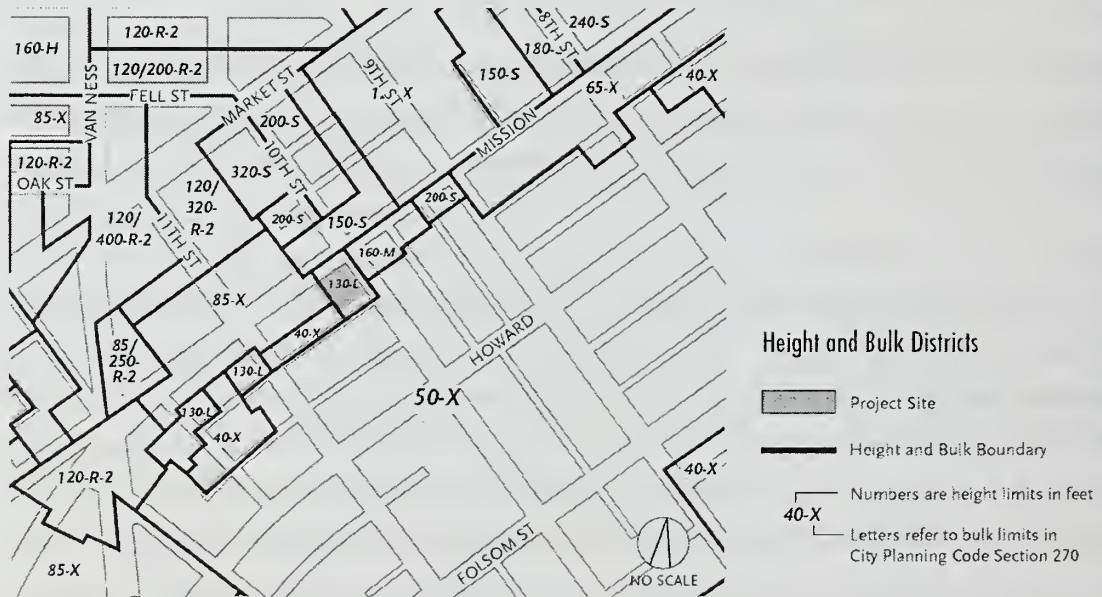 160-H
120-R-2
120/200-R-2
VAN NESS
FELL ST
85-X
120-R-2
OAK ST
MARKET ST
9TH ST
8TH ST
240-S
180-S
150-S
65-X
40-X
MISSION
200-S
10TH ST
320-S
200-S
150-S
200-S
160-M
120/
320-
R-2
120/
400-R-2
11TH ST
130-L
85-X
40-X
HOWARD
85/
250-
R-2
130-L
130-L
40-X
50-X
120-R-2
40-X
85-X
FOLSOM ST
NO SCALE
Height and Bulk Districts
Project Site
Height and Bulk Boundary
Numbers are height limits in feet
40-X
Letters refer to bulk limits in
City Planning Code Section 270